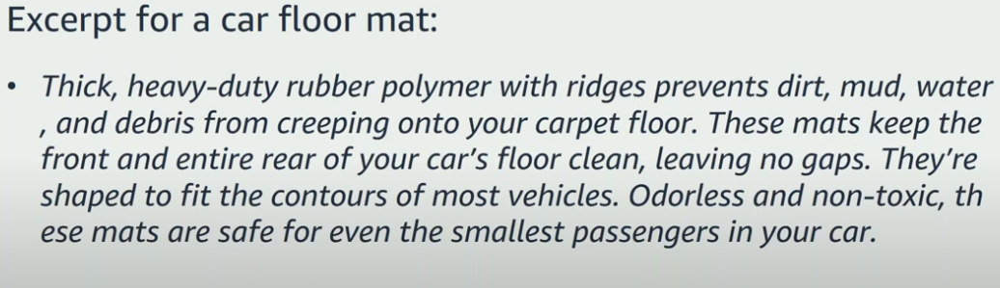 Excerpt for a car floor mat:
• Thick, heavy-duty rubber polymer with ridges prevents dirt, mud, water
, and debris from creeping onto your carpet floor. These mats keep the
front and entire rear of your car’s floor clean, leaving no gaps. They’re
shaped to fit the contours of most vehicles. Odorless and non-toxic, th
ese mats are safe for even the smallest passengers in your car.